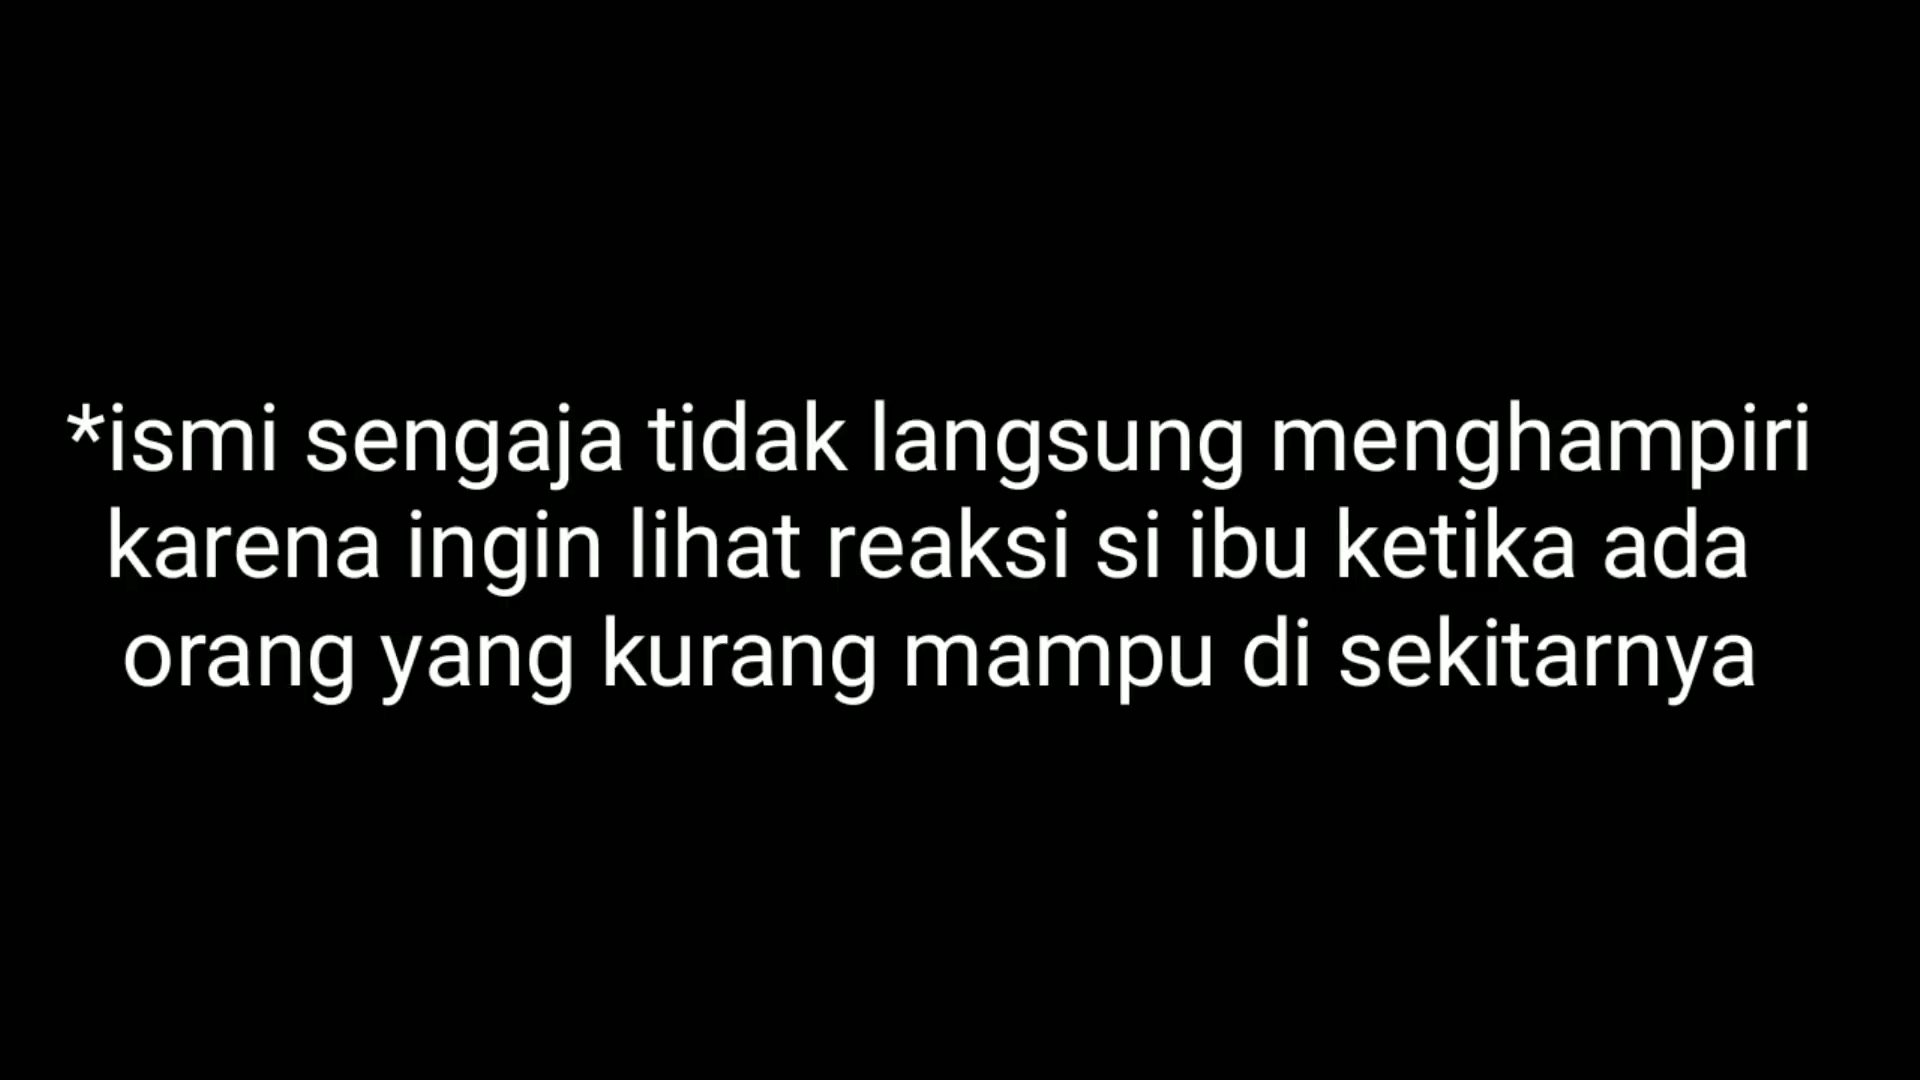 *ismi sengaja tidak langsung menghampiri
karena ingin lihat reaksi si ibu ketika ada
orang yang kurang mampu di sekitarnya